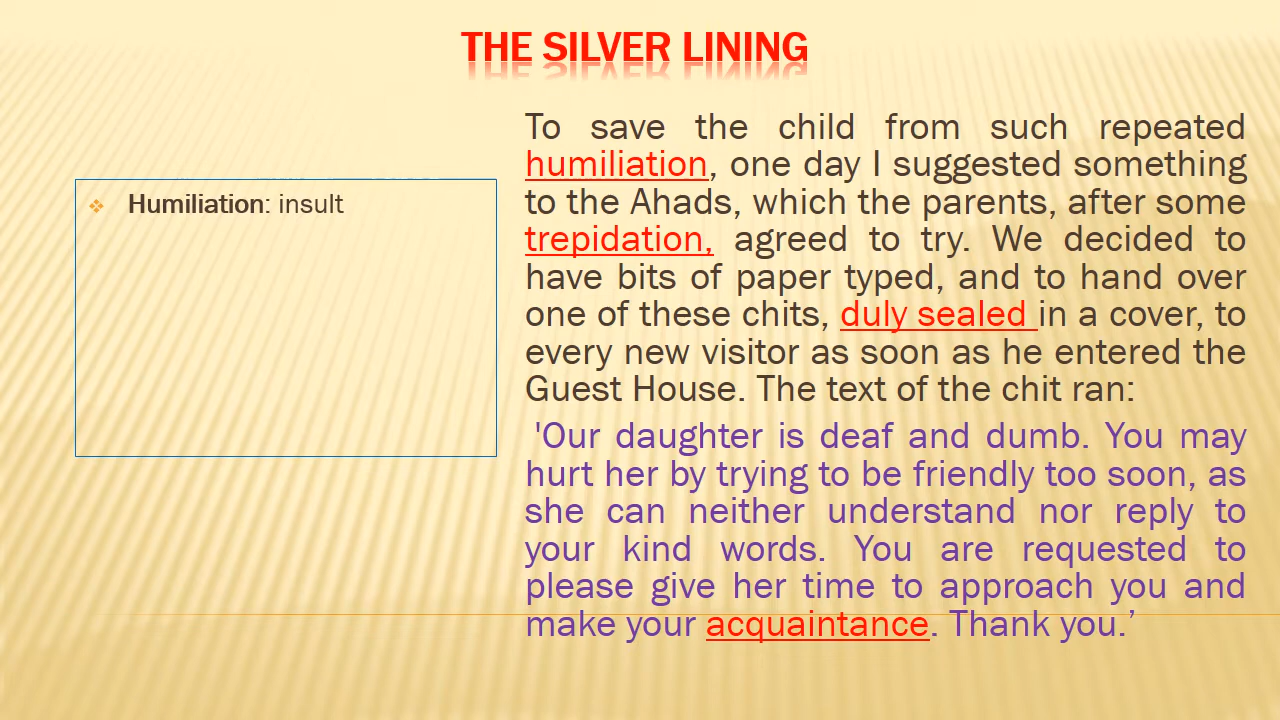 THE SILVER LINING
Humiliation: insult
To save the child from such repeated
humiliation, one day I suggested something
to the Ahads, which the parents, after some
trepidation, agreed to try. We decided to
have bits of paper typed, and to hand over
one of these chits, duly sealed in a cover, to
every new visitor as soon as he entered the
Guest House. The text of the chit ran:
'Our daughter is deaf and dumb. You may
hurt her by trying to be friendly too soon, as
she can neither understand nor reply to
your kind words. You are requested to
please give her time to approach you and
make your acquaintance. Thank you.’